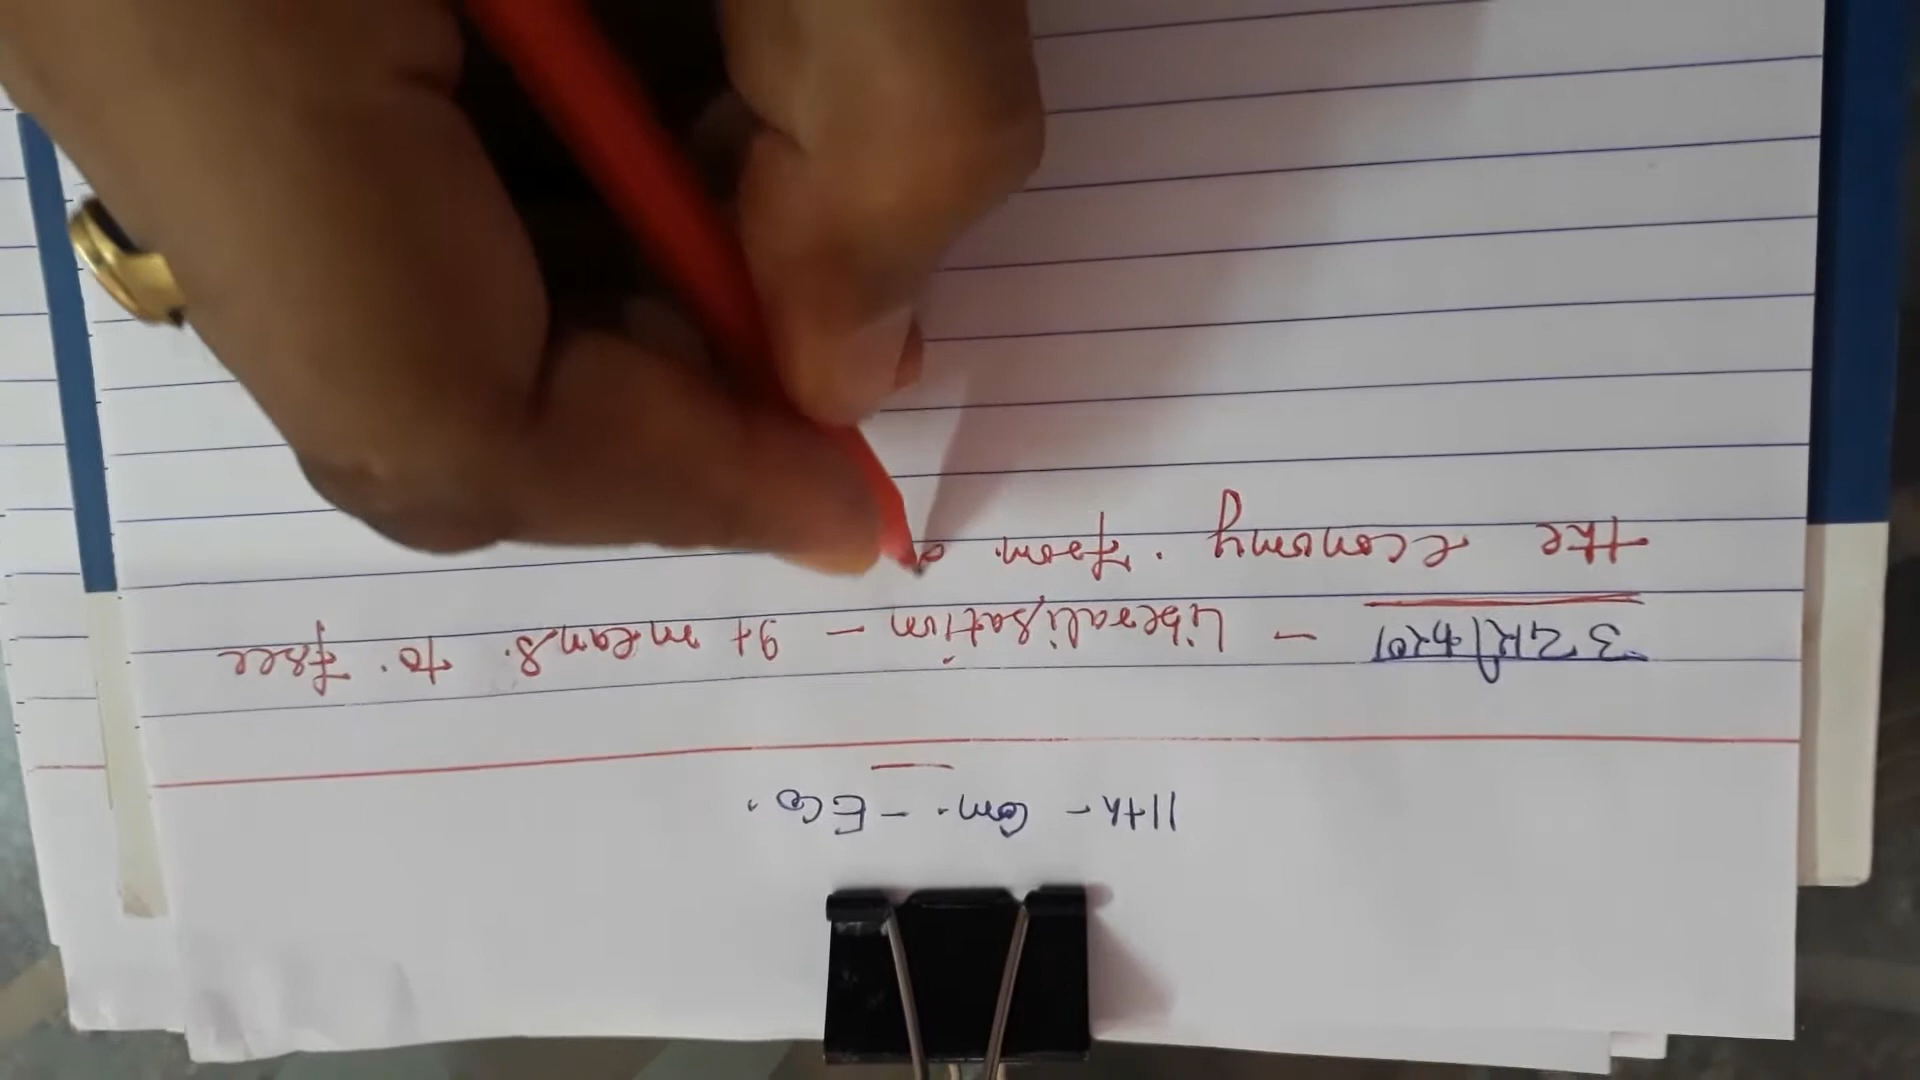 11th - Com. - Eco.
उदारीकरण - Liberalisation - It means. to. free
the economy. from.